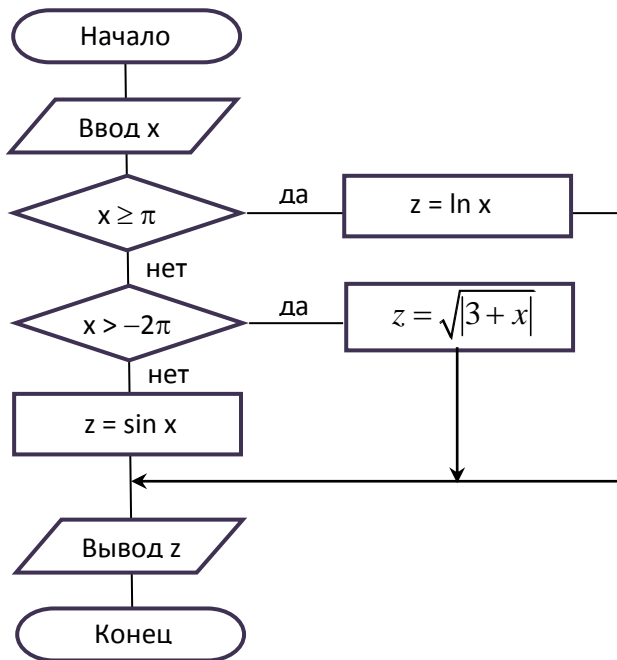 Начало
Ввод x
x ≥ π
да
z = ln x
нет
x > −2π
да
z = √|3 + x|
нет
z = sin x
Вывод z
Конец